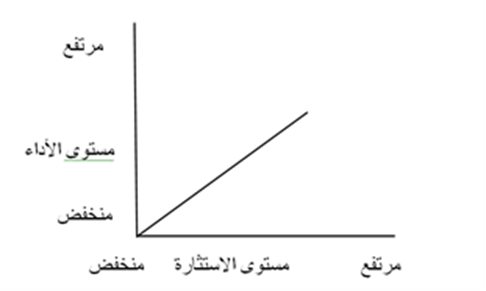 مرتفع
مستوى الأداء
منخفض
منخفض مستوى الاستثارة مرتفع